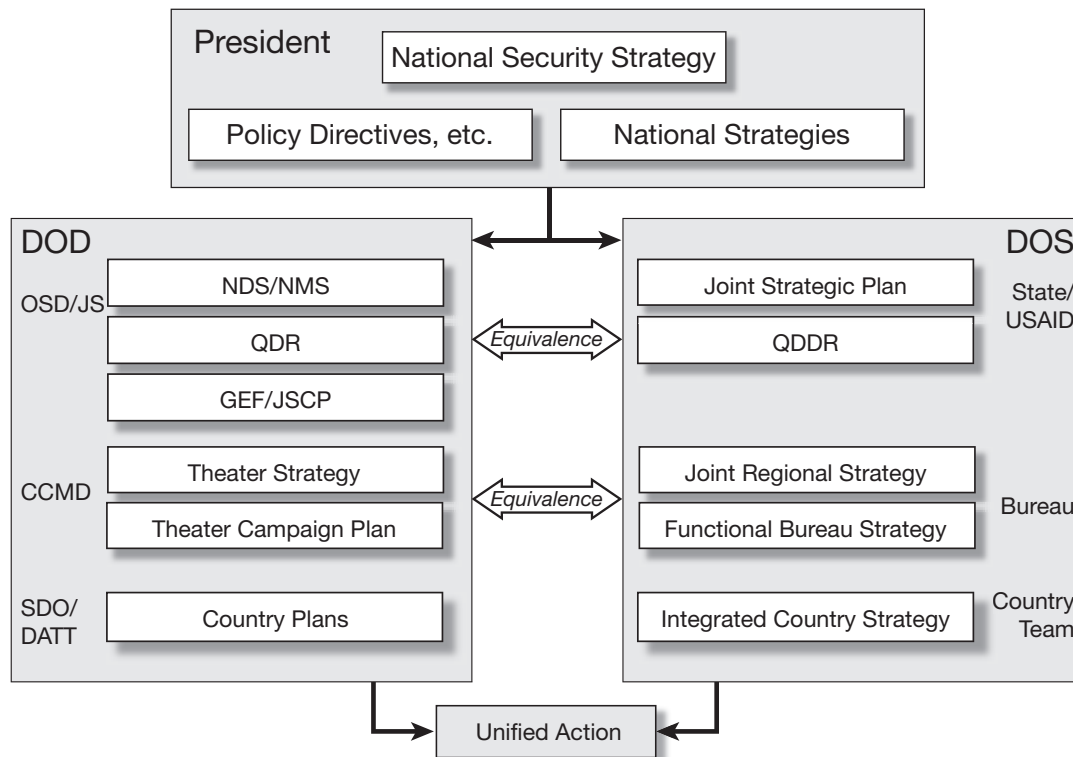 President
National Security Strategy
Policy Directives, etc.
National Strategies
DOD
OSD/JS
NDS/NMS
QDR
GEF/JSCP
CCMD
Theater Strategy
Theater Campaign Plan
SDO/
DATT
Country Plans
Equivalence
Equivalence
DOS
Joint Strategic Plan
State/
USAID
QDDR
Joint Regional Strategy
Bureau
Functional Bureau Strategy
Integrated Country Strategy
Country
Team
Unified Action